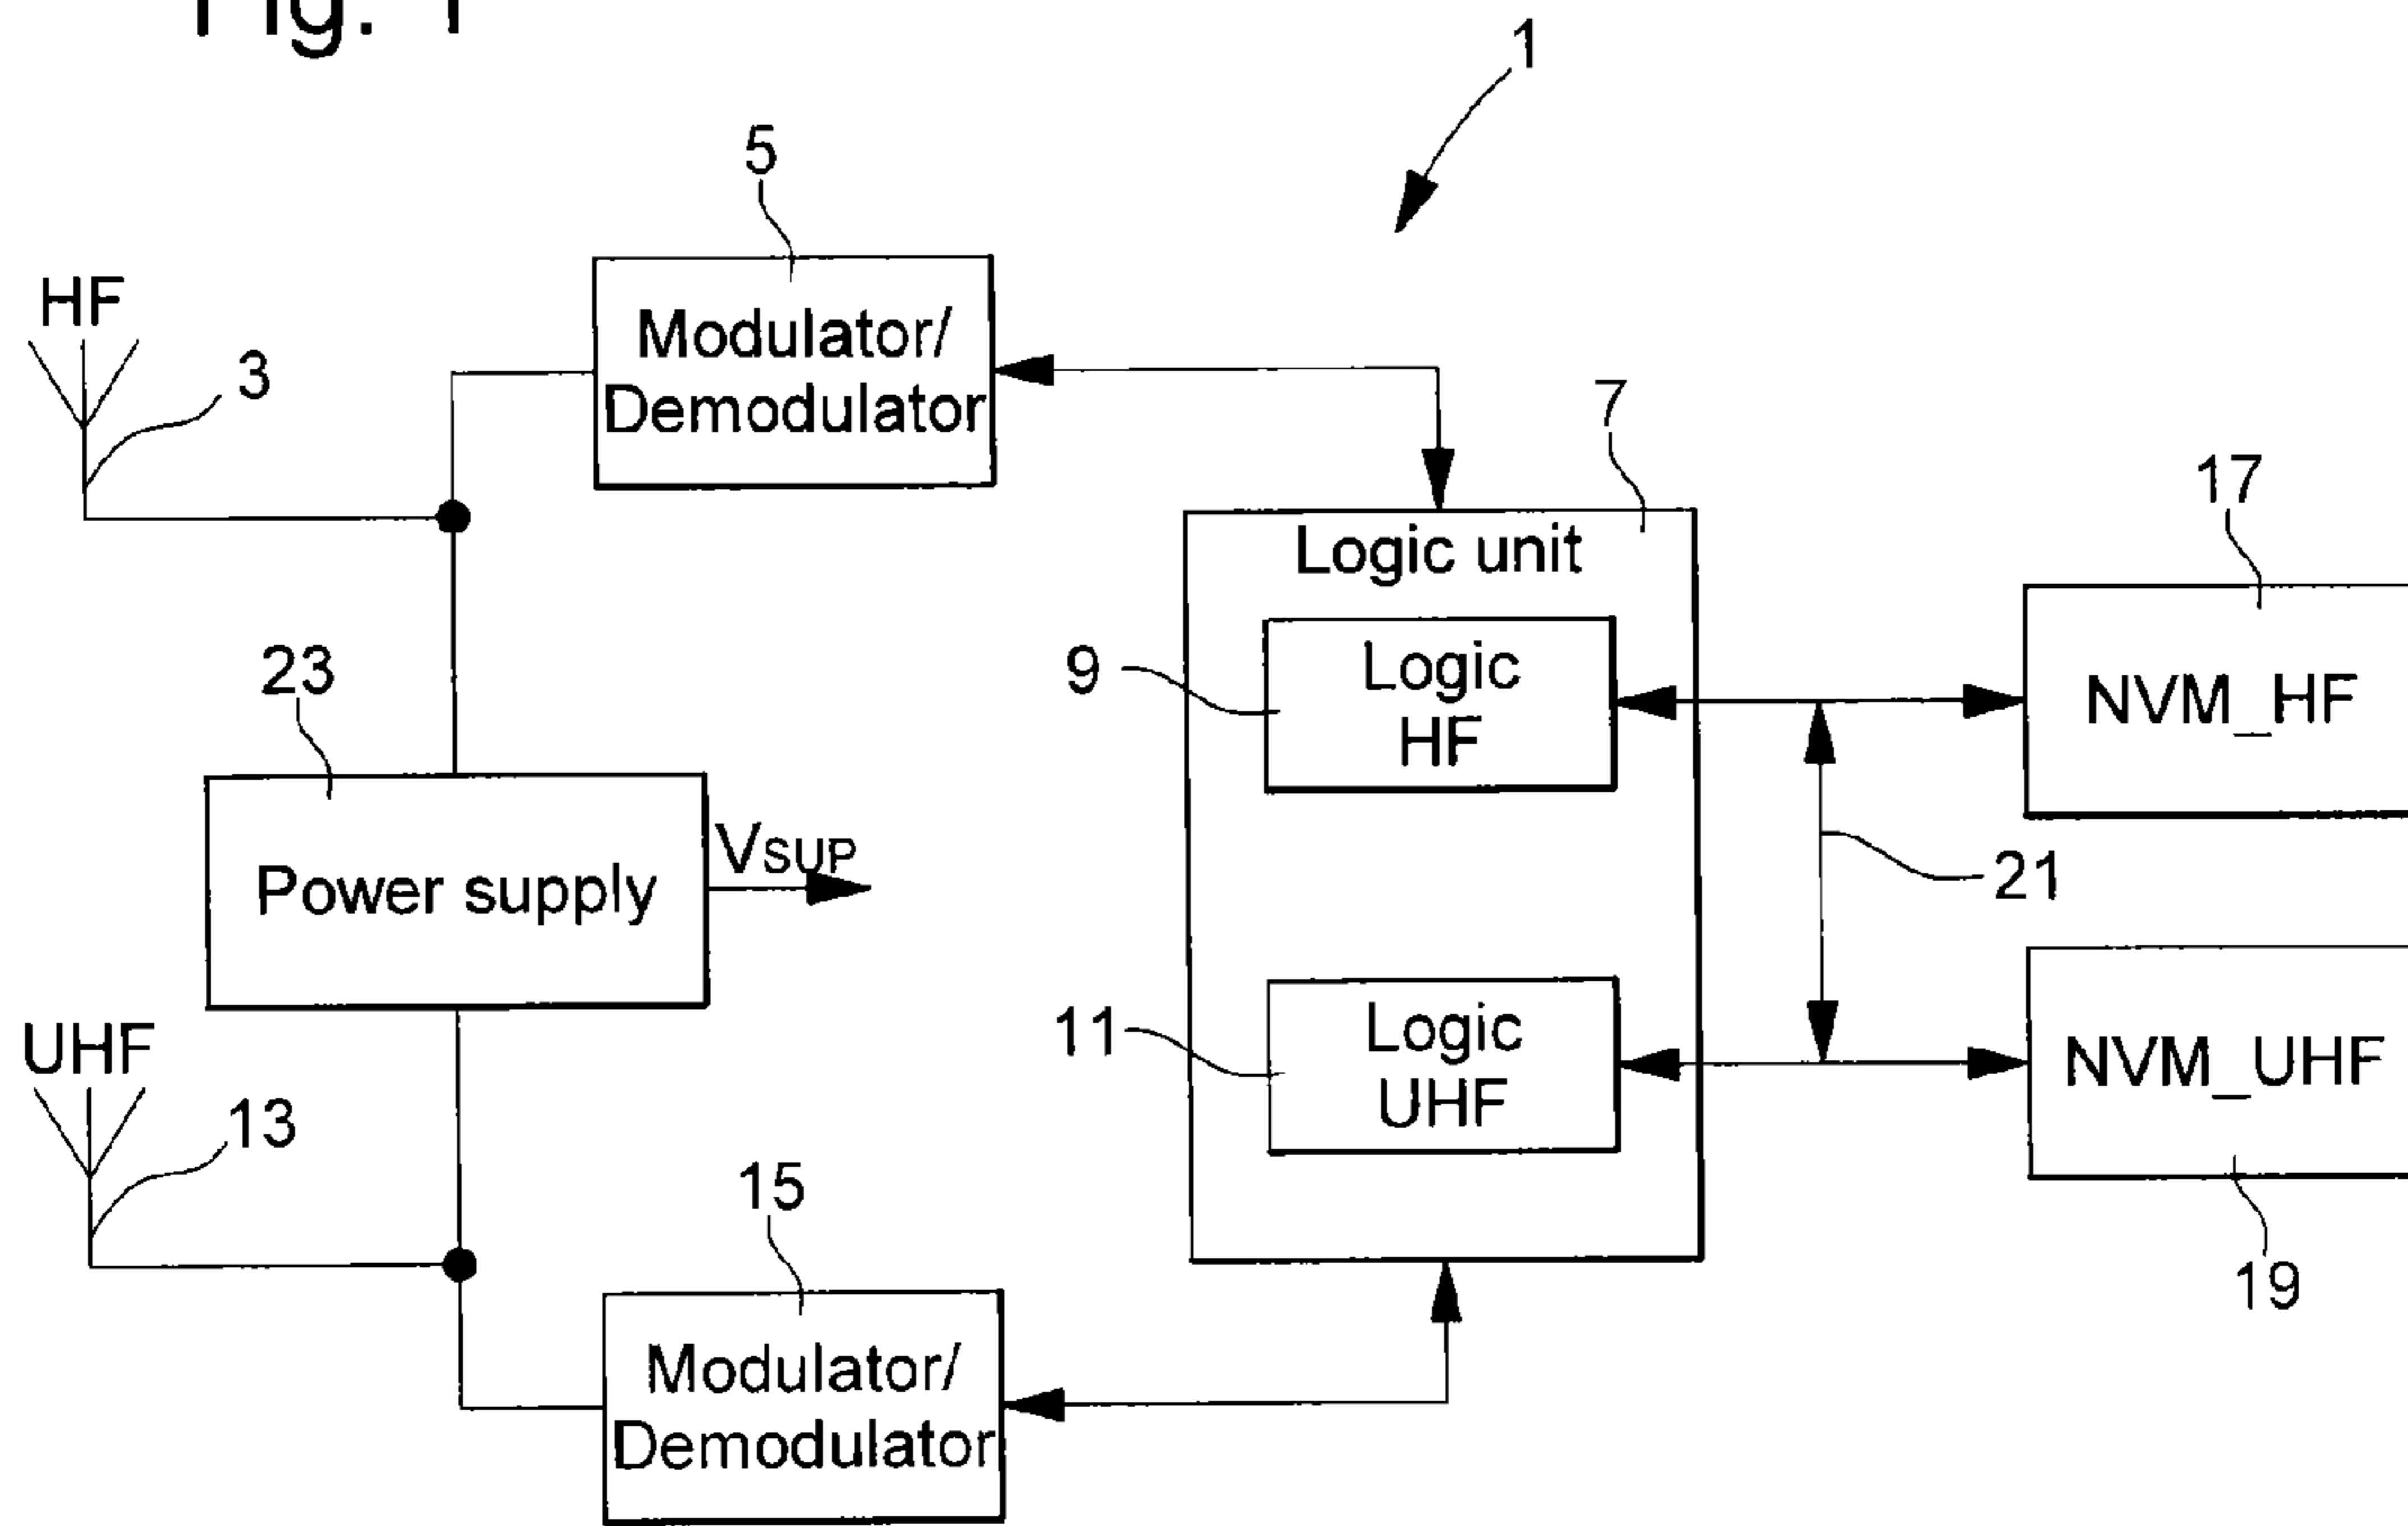 Fig. 1
1
5
HF
Modulator/
Demodulator
3
7
17
Logic unit
23
9
Logic
HF
NVM_HF
VSUP
Power supply
21
UHF
11
Logic
UHF
NVM_UHF
13
15
19
Modulator/
Demodulator